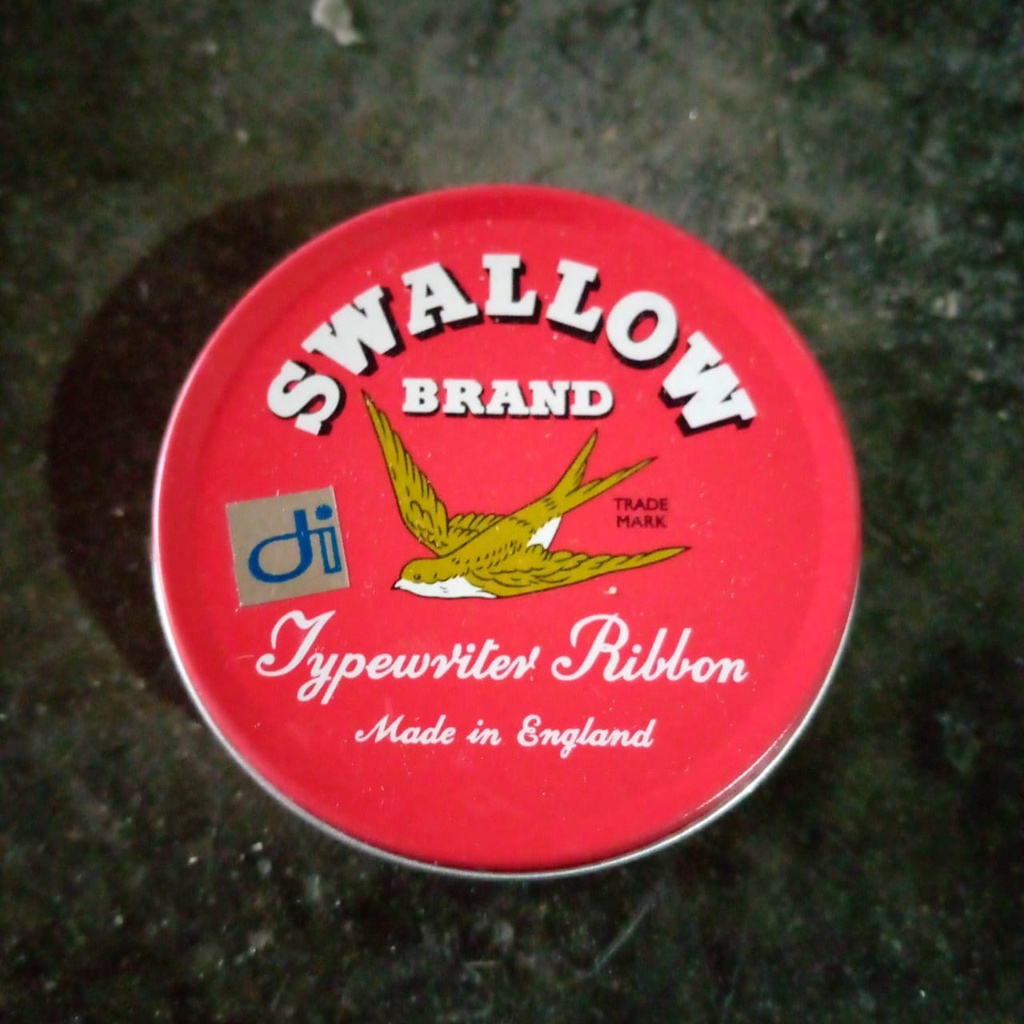 SWALLOW
BRAND
TRADE
MARK
di
Typewriter Ribbon
Made in England